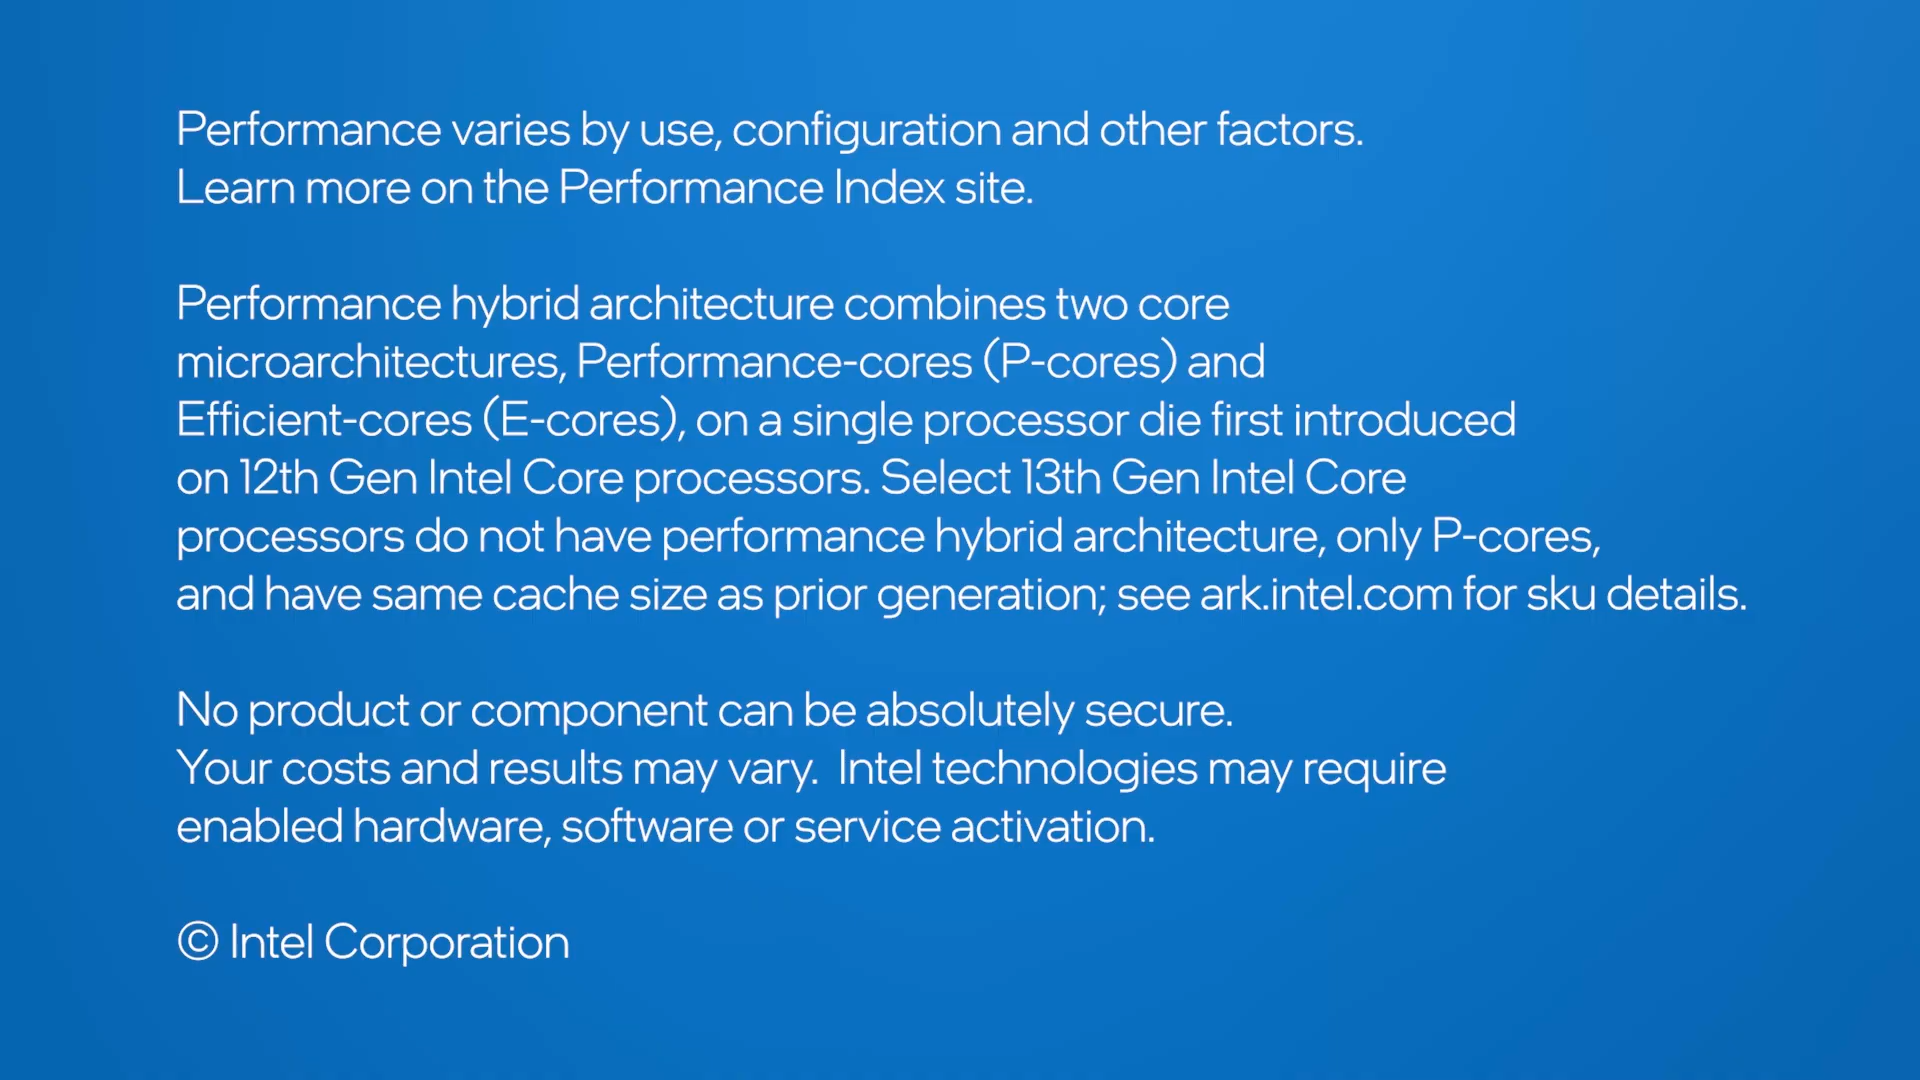 Performance varies by use, configuration and other factors.
Learn more on the Performance Index site.
Performance hybrid architecture combines two core
microarchitectures, Performance-cores (P-cores) and
Efficient-cores (E-cores), on a single processor die first introduced
on 12th Gen Intel Core processors. Select 13th Gen Intel Core
processors do not have performance hybrid architecture, only P-cores,
and have same cache size as prior generation; see ark.intel.com for sku details.
No product or component can be absolutely secure.
Your costs and results may vary.  Intel technologies may require
enabled hardware, software or service activation.
© Intel Corporation